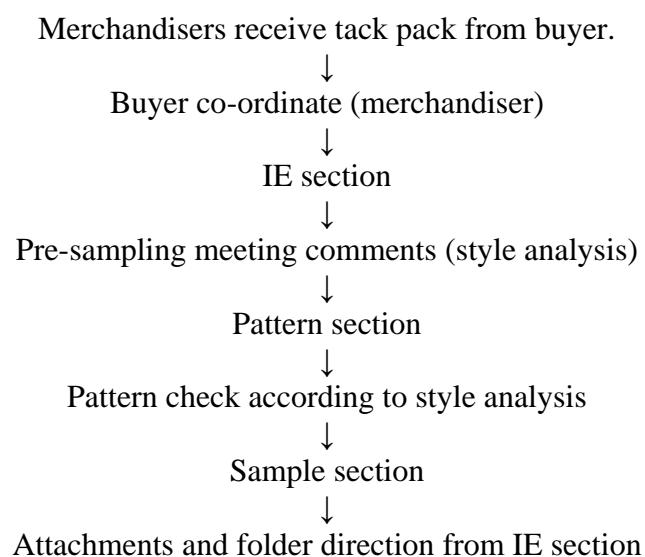 Merchandisers receive tack pack from buyer.
↓
Buyer co-ordinate (merchandiser)
↓
IE section
↓
Pre-sampling meeting comments (style analysis)
↓
Pattern section
↓
Pattern check according to style analysis
↓
Sample section
↓
Attachments and folder direction from IE section